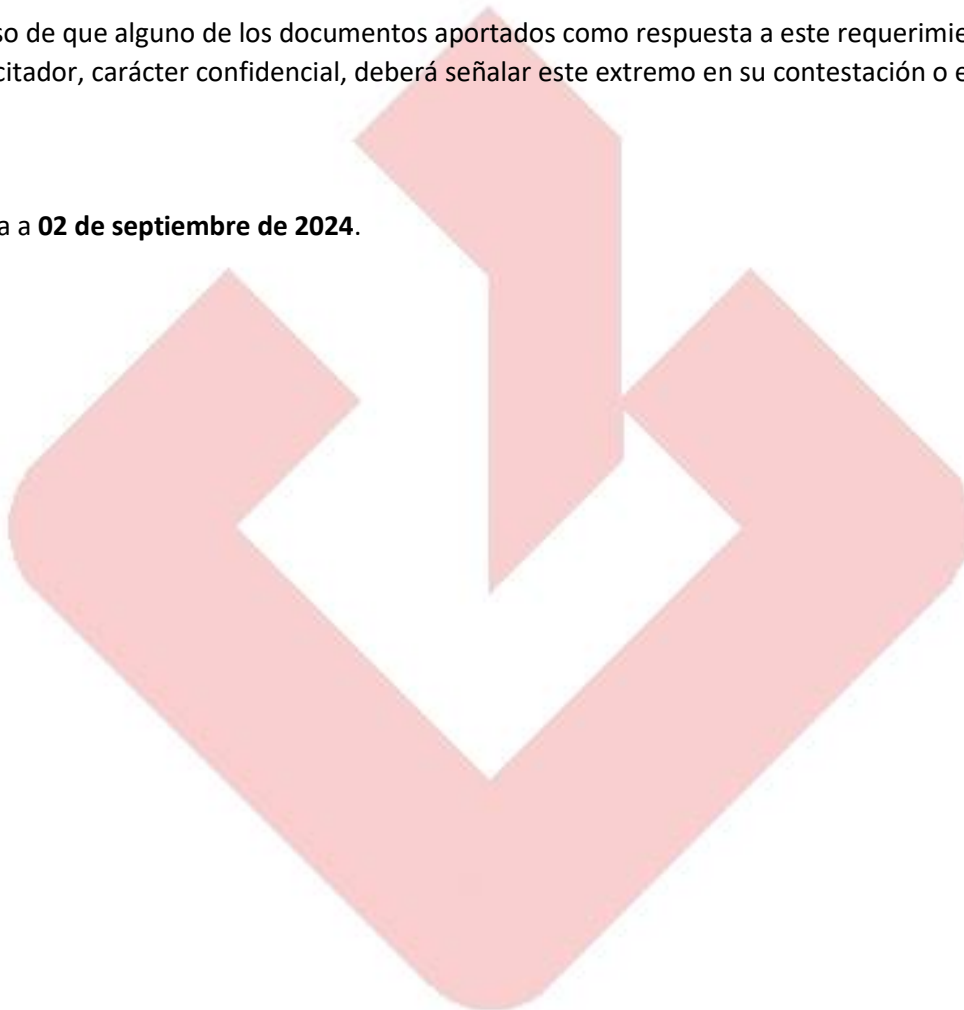 so de que alguno de los documentos aportados como respuesta a este requerimie
citador, carácter confidencial, deberá señalar este extremo en su contestación o e
a a 02 de septiembre de 2024.